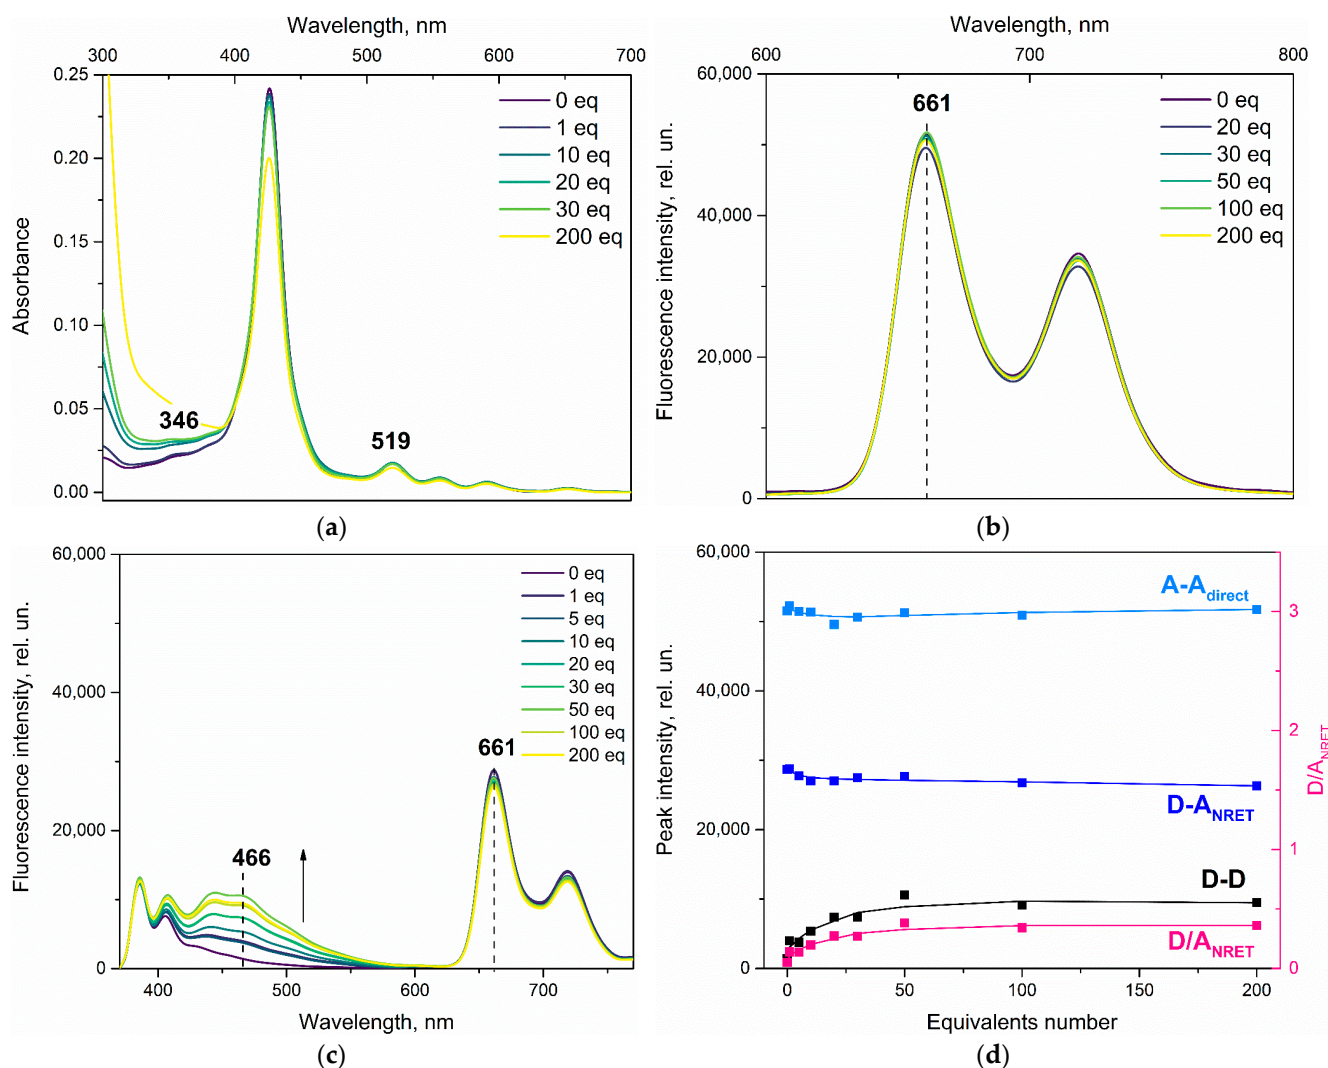 Wavelength, nm
300 400 500 600 700
0.25
0.20
0.15
0.10
0.05
0.00
Absorbance
0 eq
1 eq
10 eq
20 eq
30 eq
200 eq
346
519
(a)
Wavelength, nm
600 700 800
60,000
40,000
20,000
0
Fluorescence intensity, rel. un.
661
0 eq
20 eq
30 eq
50 eq
100 eq
200 eq
(b)
60,000
40,000
20,000
0
Fluorescence intensity, rel. un.
0 eq
1 eq
5 eq
10 eq
20 eq
30 eq
50 eq
100 eq
200 eq
466
661
400 500 600 700
Wavelength, nm
(c)
60,000
40,000
20,000
0
Peak intensity, rel. un.
A-Adirect
D-ANRET
D-D
D/ANRET
3
2
1
0
D/ANRET
0 25 50 75 100 125 150 175 200
Equivalents number
(d)